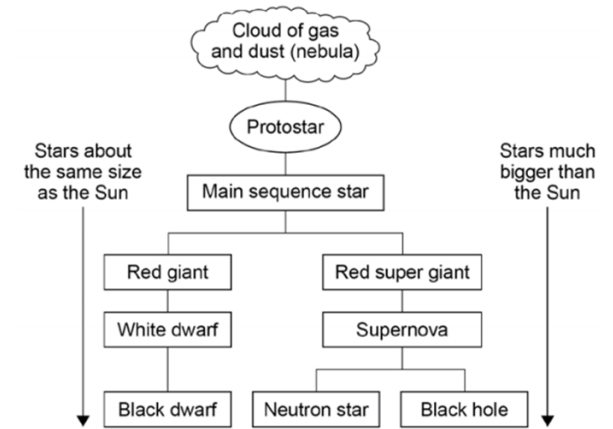 Cloud of gas
and dust (nebula)
Protostar
Stars about
the same size
as the Sun
Stars much
bigger than
the Sun
Main sequence star
Red giant
Red super giant
White dwarf
Supernova
Black dwarf
Neutron star
Black hole